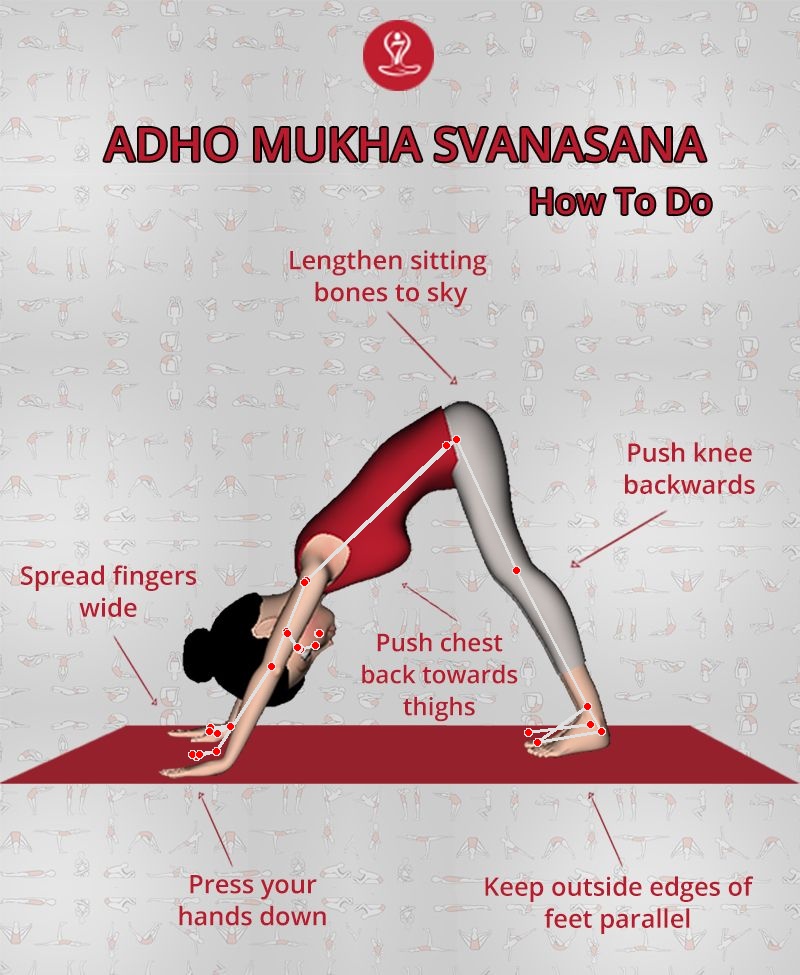 ADHO MUKHA SVANASANA
How To Do
Lengthen sitting
bones to sky
Push knee
backwards
Spread fingers
wide
Push chest
back towards
thighs
Press your
hands down
Keep outside edges of
feet parallel